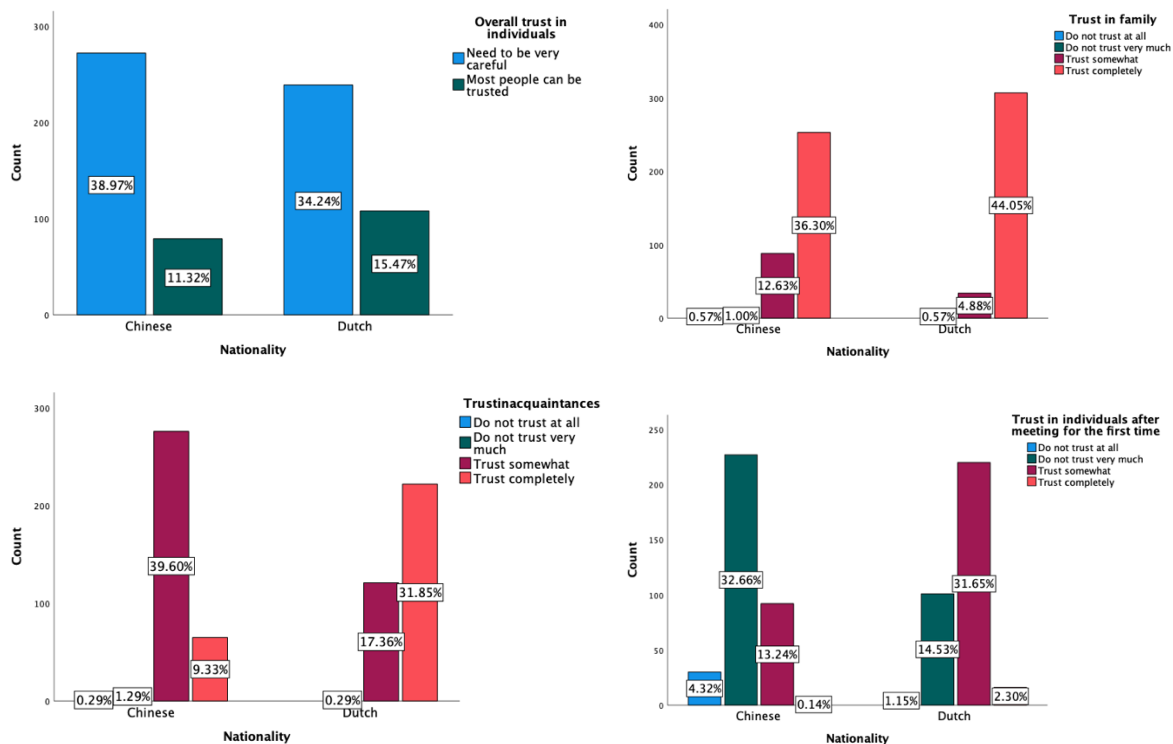 Overall trust in
individuals
Need to be very
careful
Most people can be
trusted
300
200
100
0
Count
38.97%
11.32%
34.24%
15.47%
Chinese
Dutch
Nationality
Trust in family
Do not trust at all
Do not trust very much
Trust somewhat
Trust completely
400
300
200
100
0
Count
0.57%
1.00%
12.63%
36.30%
0.57%
4.88%
44.05%
Chinese
Dutch
Nationality
Trustinacquaintances
Do not trust at all
Do not trust very
much
Trust somewhat
Trust completely
300
200
100
0
Count
0.29%
1.29%
39.60%
9.33%
0.29%
17.36%
31.85%
Chinese
Dutch
Nationality
Trust in individuals after
meeting for the first time
Do not trust at all
Do not trust very much
Trust somewhat
Trust completely
250
200
150
100
50
0
Count
4.32%
32.66%
13.24%
0.14%
1.15%
14.53%
31.65%
2.30%
Chinese
Dutch
Nationality